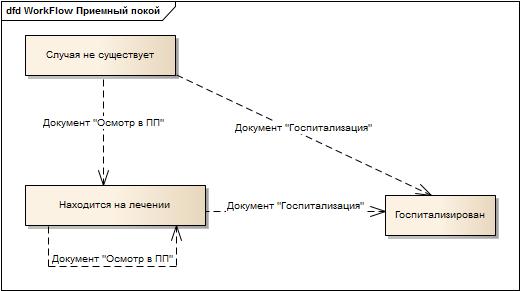 dfd WorkFlow Приемный покой
Случая не существует
Документ "Осмотр в ПП"
Документ "Госпитализация"
Находится на лечении
Документ "Госпитализация"
Госпитализирован
Документ "Осмотр в ПП"